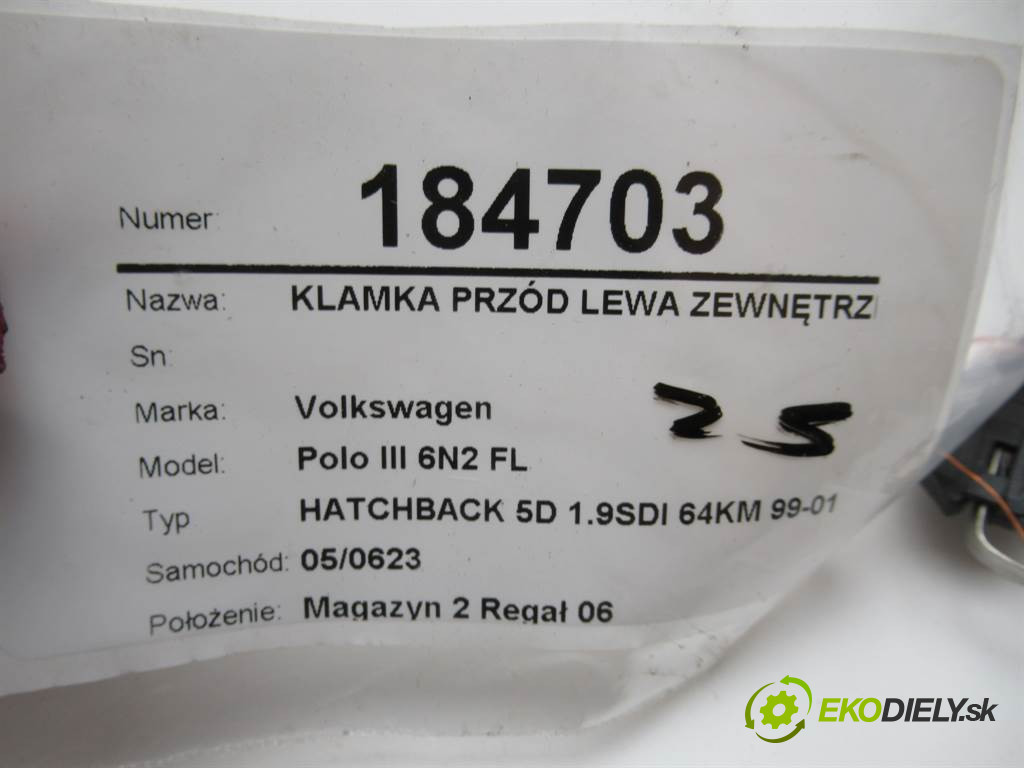 Numer: 184703
Nazwa: KLAMKA PRZÓD LEWA ZEWNĘTRZ
Sn:
Marka: Volkswagen
Model: Polo III 6N2 FL
Typ HATCHBACK 5D 1.9SDI 64KM 99-01
Samochód: 05/0623
Położenie: Magazyn 2 Regał 06
EKODIELY.sk